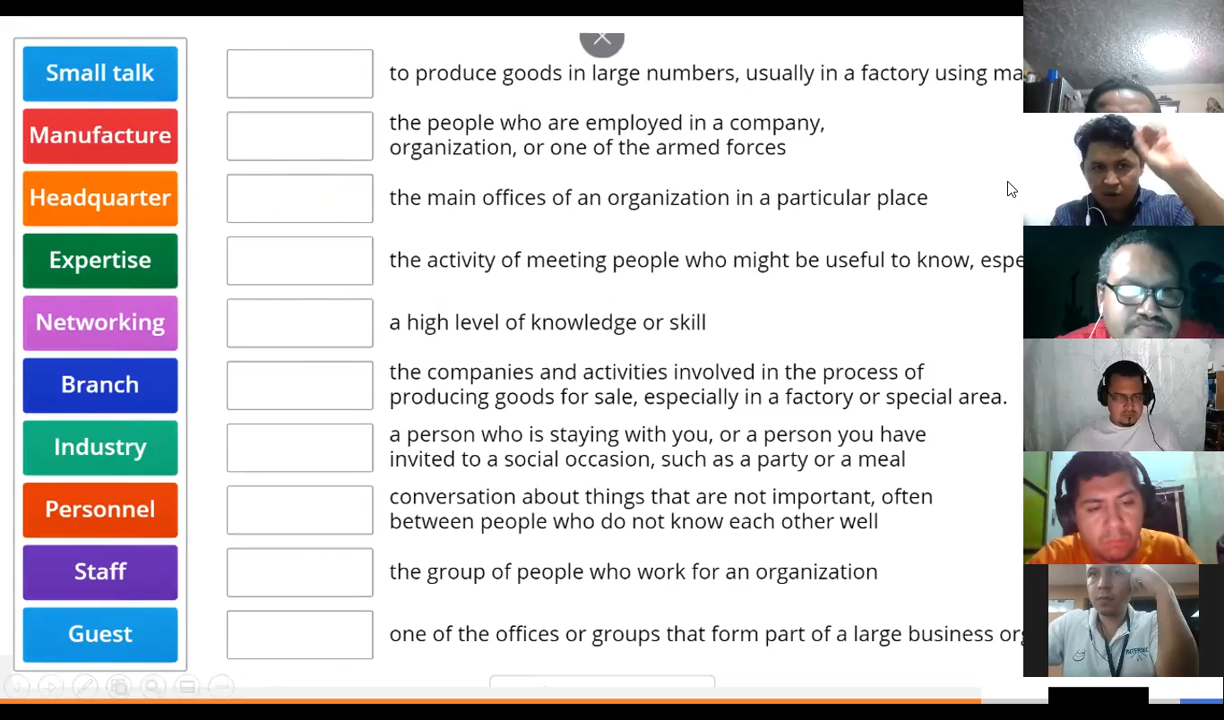 Small talk
to produce goods in large numbers, usually in a factory using ma
Manufacture
the people who are employed in a company,
organization, or one of the armed forces
Headquarter
the main offices of an organization in a particular place
Expertise
the activity of meeting people who might be useful to know, espe
Networking
a high level of knowledge or skill
Branch
the companies and activities involved in the process of
producing goods for sale, especially in a factory or special area.
Industry
a person who is staying with you, or a person you have
invited to a social occasion, such as a party or a meal
Personnel
conversation about things that are not important, often
between people who do not know each other well
Staff
the group of people who work for an organization
Guest
one of the offices or groups that form part of a large business or